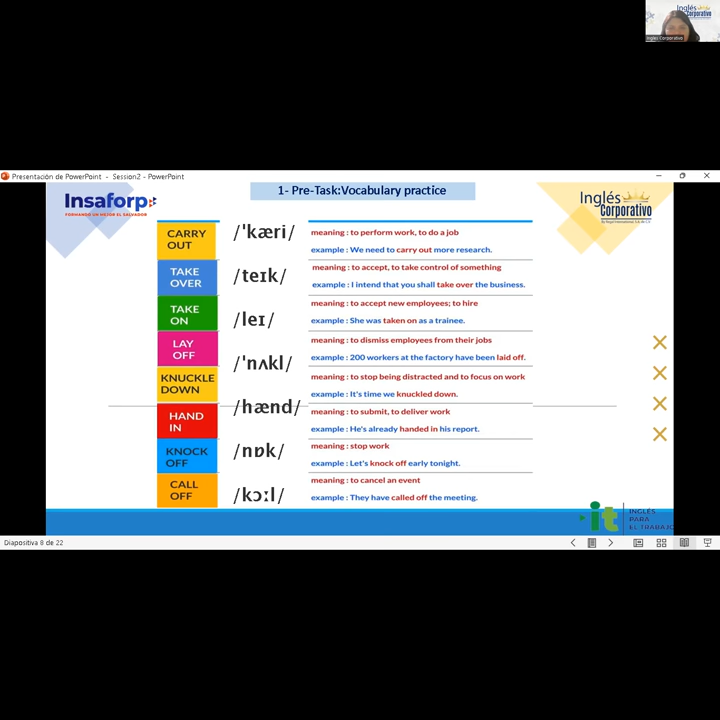 Inglés
Corporativo
Inglés Corporativo
Presentación de PowerPoint - Session2 - PowerPoint
1- Pre-Task:Vocabulary practice
Insaforp
FORMANDO UN MEJOR EL SALVADOR
Inglés
Corporativo
CARRY
OUT
/ˈkæri/
meaning : to perform work, to do a job
example : We need to carry out more research.
TAKE
OVER
/teɪk/
meaning : to accept, to take control of something
example : I intend that you shall take over the business.
TAKE
ON
/leɪ/
meaning : to accept new employees; to hire
example : She was taken on as a trainee.
LAY
OFF
/ˈnʌkl/
meaning : to dismiss employees from their jobs
example : 200 workers at the factory have been laid off.
KNUCKLE
DOWN
/hænd/
meaning : to stop being distracted and to focus on work
example : It's time we knuckled down.
HAND
IN
/nɒk/
meaning : to submit, to deliver work
example : He's already handed in his report.
KNOCK
OFF
/kɔːl/
meaning : stop work
example : Let's knock off early tonight.
CALL
OFF
meaning : to cancel an event
example : They have called off the meeting.
it
INGLÉS
PARA
EL TRABAJO
Diapositiva 8 de 22